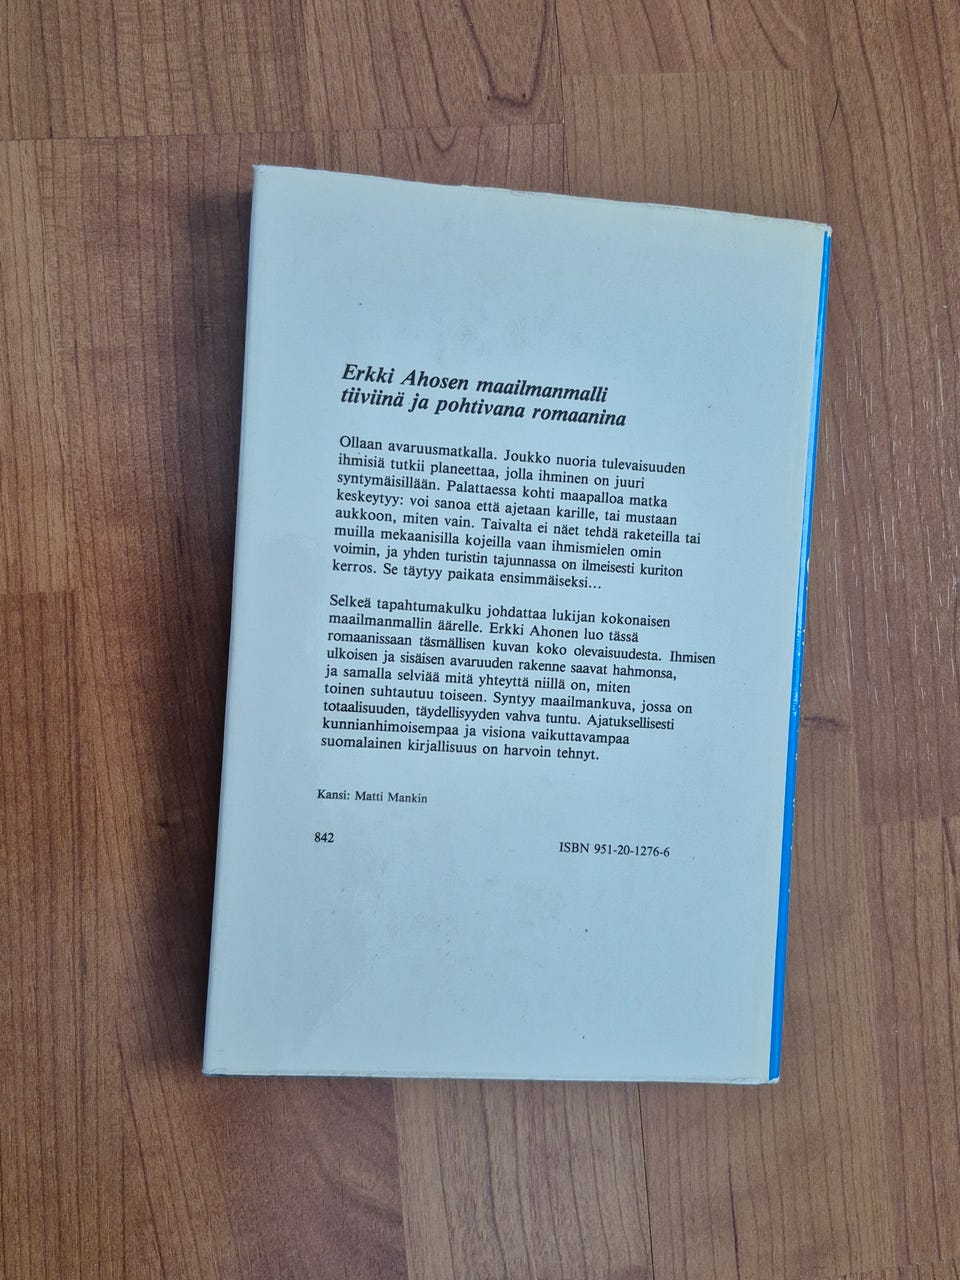 Erkki Ahosen maailmanmalli
tiiviinä ja pohtivana romaanina
Ollaan avaruusmatkalla. Joukko nuoria tulevaisuuden
ihmisiä tutkii planeettaa, jolla ihminen on juuri
syntymäisillään. Palattaessa kohti maapalloa matka
keskeytyy: voi sanoa että ajetaan karille, tai mustaan
aukkoon, miten vain. Taivalta ei näet tehdä raketeilla tai
muilla mekaanisilla kojeilla vaan ihmismielen omin
voimin, ja yhden turistin tajunnassa on ilmeisesti kuriton
kerros. Se täytyy paikata ensimmäiseksi...
Selkeä tapahtumakulku johdattaa lukijan kokonaisen
maailmanmallin äärelle. Erkki Ahonen luo tässä
romaanissaan täsmällisen kuvan koko olevaisuudesta. Ihmisen
ulkoisen ja sisäisen avaruuden rakenne saavat hahmonsa,
ja samalla selviää mitä yhteyttä niillä on, miten
toinen suhtautuu toiseen. Syntyy maailmankuva, jossa on
totaalisuuden, täydellisyyden vahva tuntu. Ajatuksellisesti
kunnianhimoisempaa ja visiona vaikuttavampaa
suomalainen kirjallisuus on harvoin tehnyt.
Kansi: Matti Mankin
842
ISBN 951-20-1276-6